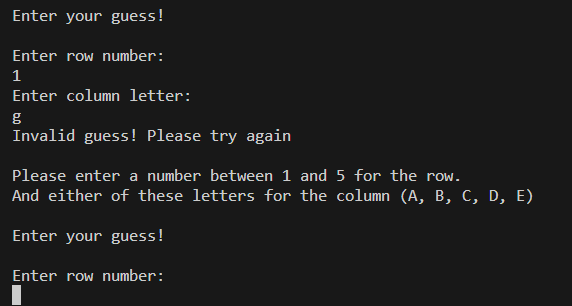 Enter your guess!
Enter row number:
1
Enter column letter:
g
Invalid guess! Please try again
Please enter a number between 1 and 5 for the row.
And either of these letters for the column (A, B, C, D, E)
Enter your guess!
Enter row number: